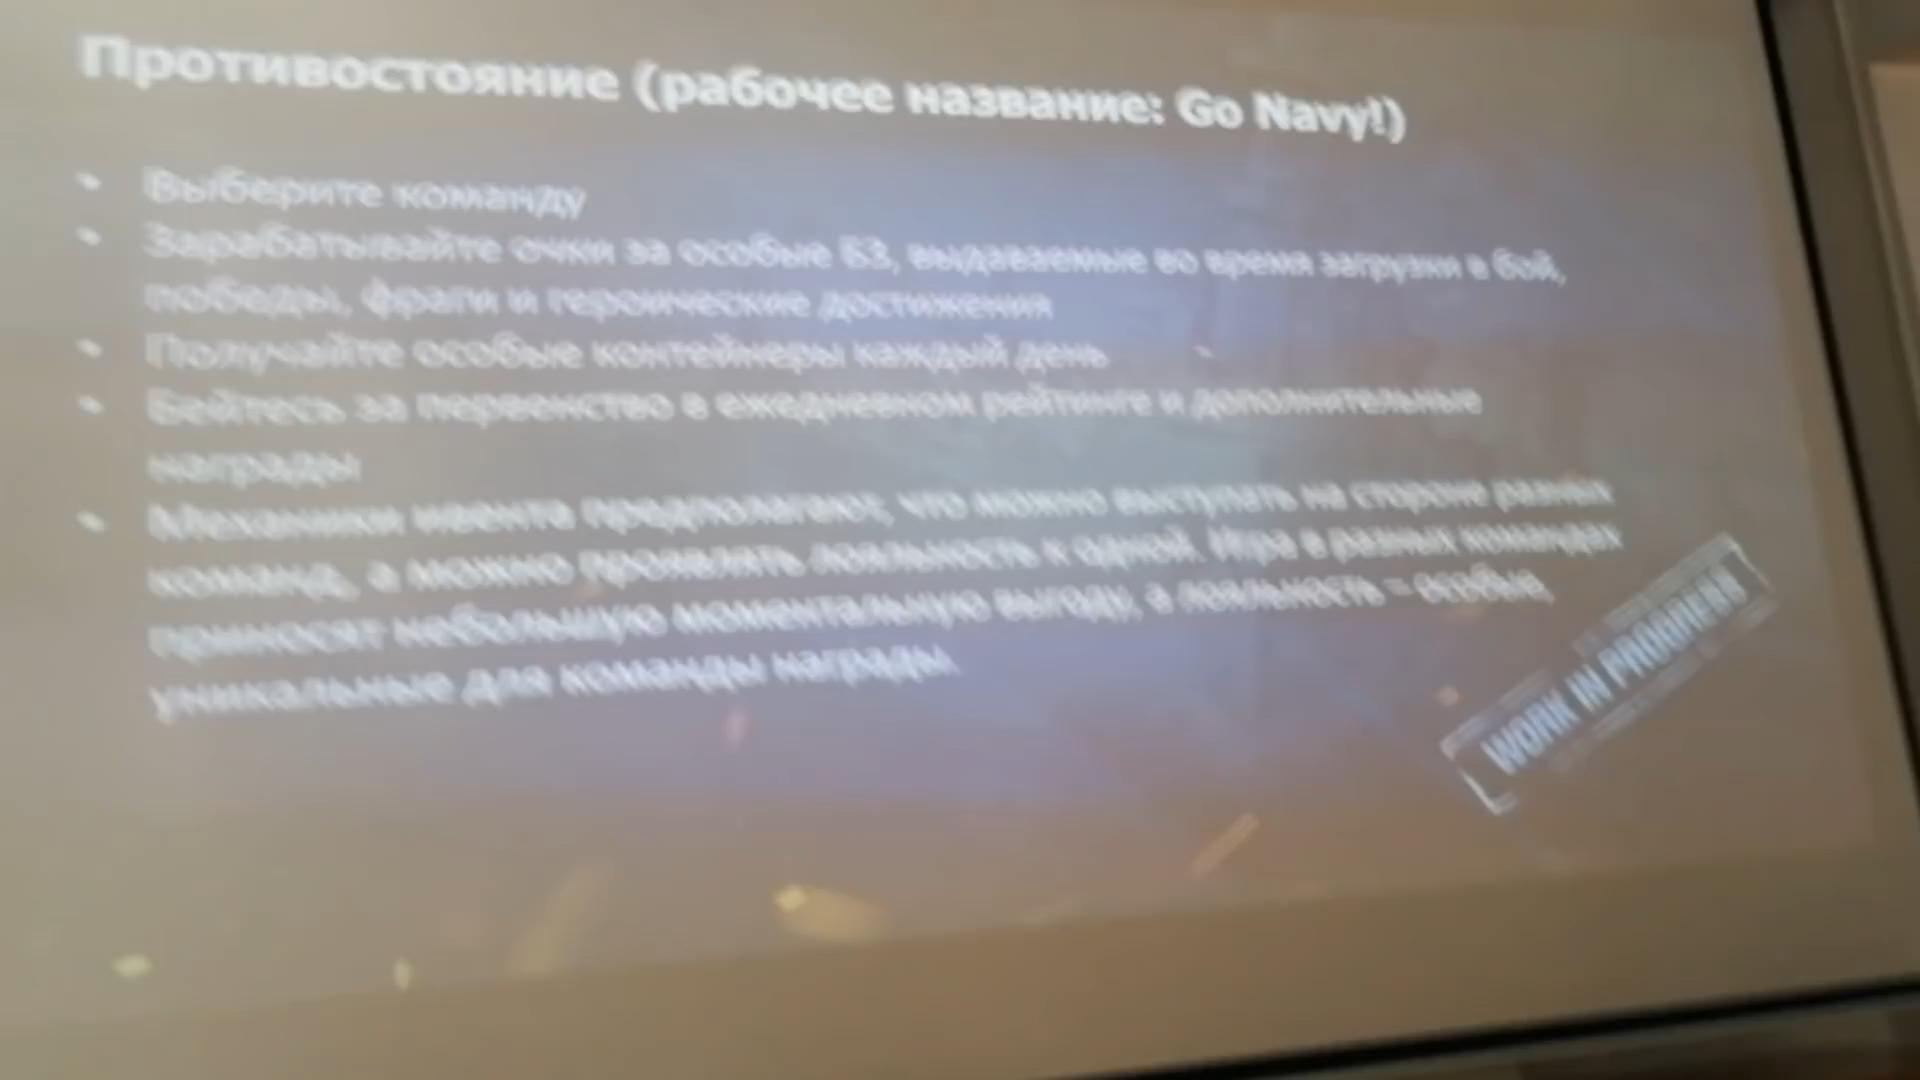 Противостояние (рабочее название: Go Navy!)
• Выберите команду
• Зарабатывайте очки за особые БЗ, выдаваемые во время загрузки в бой,
победы, фраги и героические достижения
• Получайте особые контейнеры каждый день
• Бейтесь за первенство в ежедневном рейтинге и дополнительные
награды
• Механики ивента предполагают, что можно выступать на стороне разных
команд, а можно проявлять лояльность к одной. Игра в разных командах
приносят небольшую моментальную выгоду, а лояльность – особые,
уникальные для команды награды.
WORK IN PROGRESS